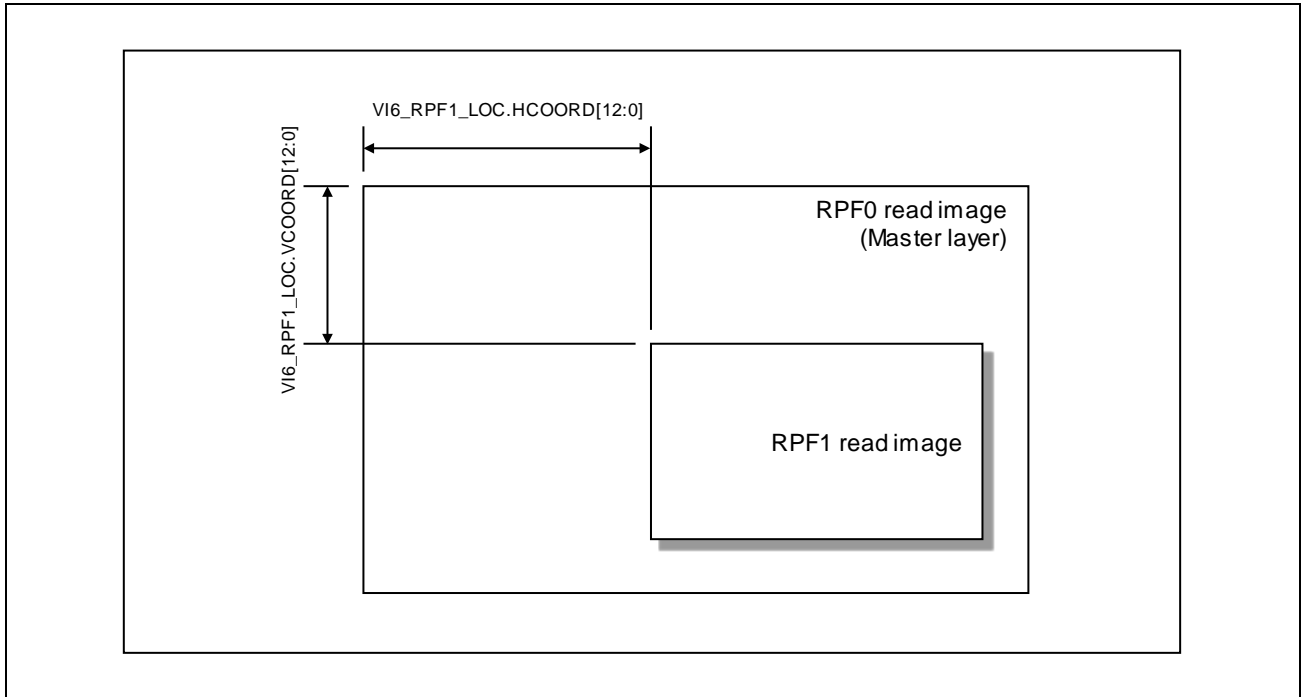 VI6_RPF1_LOC.HCOORD[12:0]
VI6_RPF1_LOC.VCOORD[12:0]
RPF0 read image
(Master layer)
RPF1 read image